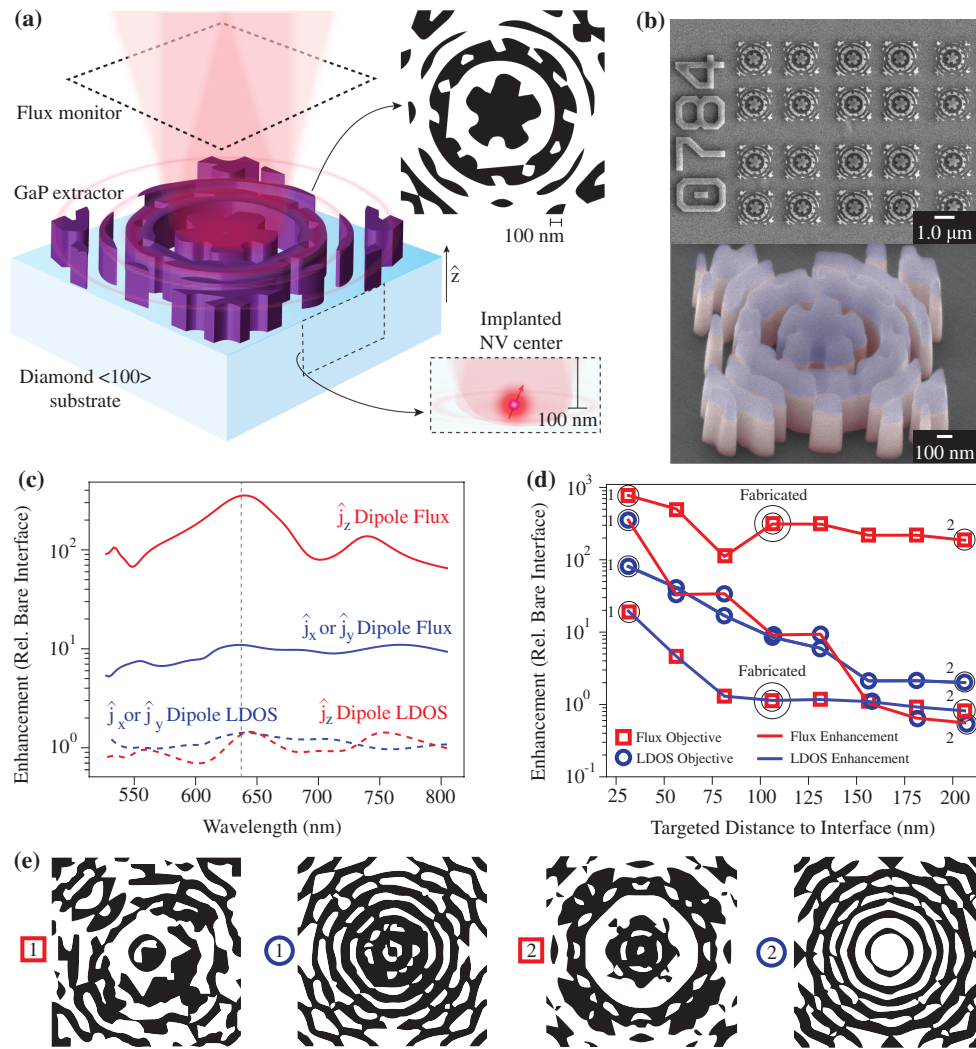 (a)
Flux monitor
GaP extractor
Diamond <100>
substrate
ẑ
100 nm
Implanted
NV center
100 nm
(b)
0784
1.0 μm
100 nm
(c)
Enhancement (Rel. Bare Interface)
10²
10¹
10⁰
ĵz Dipole Flux
ĵx or ĵy Dipole Flux
ĵx or ĵy Dipole LDOS
ĵz Dipole LDOS
550 600 650 700 750 800
Wavelength (nm)
(d)
Enhancement (Rel. Bare Interface)
10³
10²
10¹
10⁰
10⁻¹
1
1
1
Fabricated
Fabricated
2
2
2
2
Flux Objective
Flux Enhancement
LDOS Objective
LDOS Enhancement
25 50 75 100 125 150 175 200
Targeted Distance to Interface (nm)
(e)
1
1
2
2